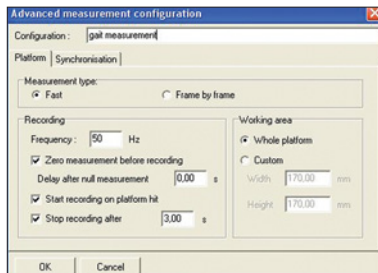 Advanced measurement configuration
Configuration : gait measurement
Platform Synchronisation
Measurement type:
Fast Frame by frame
Recording
Frequency : 50 Hz
Zero measurement before recording
Delay after null measurement 0,00 s
Start recording on platform hit
Stop recording after 3,00 s
Working area
Whole platform
Custom
Width 170,00 mm
Height 170,00 mm
OK Cancel